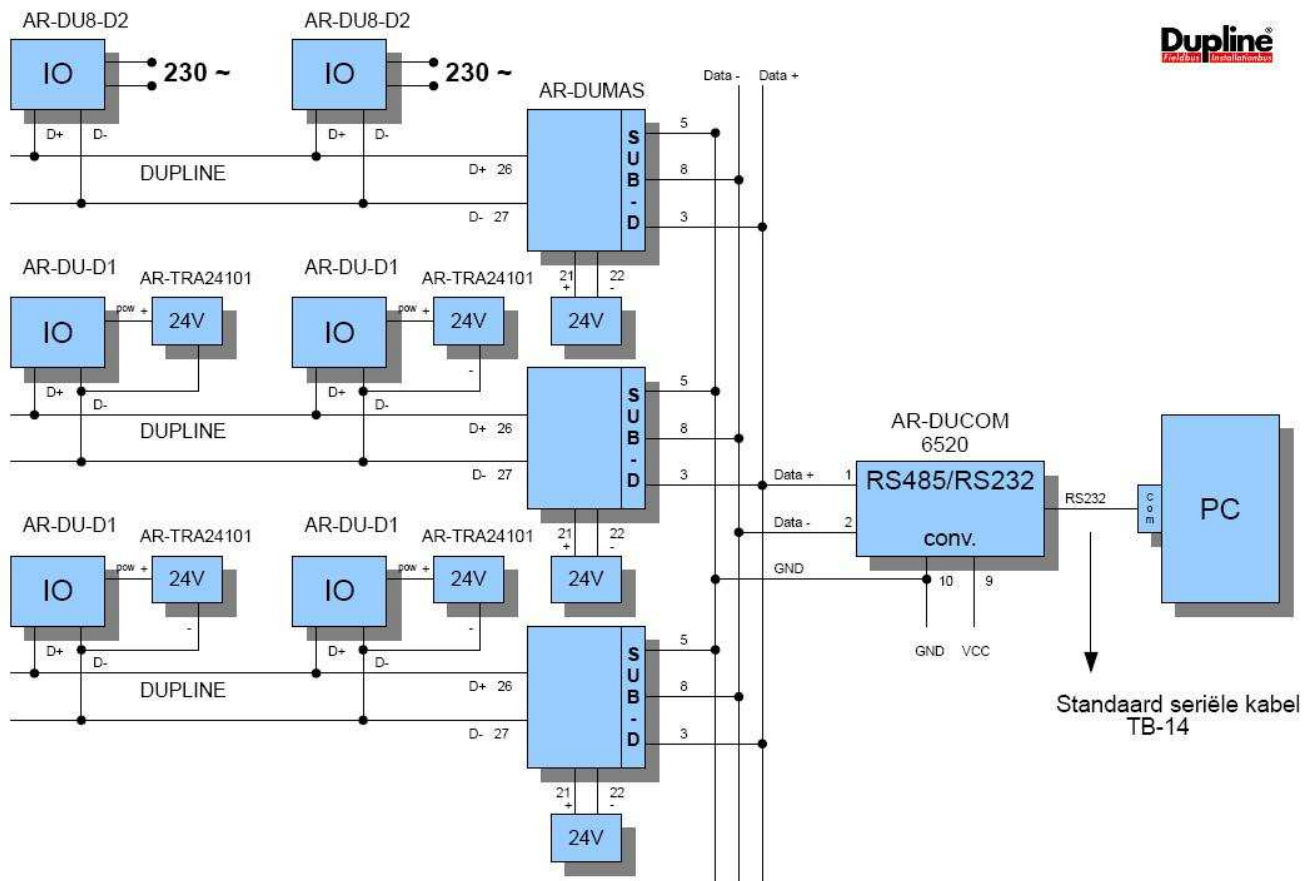 AR-DU8-D2
AR-DU8-D2
Dupline®
Fieldbus Installationbus
IO
230 ~
IO
230 ~
Data -
Data +
AR-DUMAS
D+
D-
D+
D-
SUB-D
5
8
3
DUPLINE
D+ 26
D- 27
21
+
22
-
24V
AR-DU-D1
AR-TRA24101
AR-DU-D1
AR-TRA24101
IO
pow +
24V
IO
pow +
24V
-
D+
D-
D+
D-
SUB-D
5
8
3
DUPLINE
D+ 26
D- 27
21
+
22
-
24V
AR-DUCOM
6520
Data +
1
RS485/RS232
conv.
Data -
2
GND
10
9
GND
VCC
RS232
com
PC
Standaard seriële kabel
TB-14
AR-DU-D1
AR-TRA24101
AR-DU-D1
AR-TRA24101
IO
pow +
24V
-
IO
pow +
24V
-
D+
D-
D+
D-
SUB-D
5
8
3
DUPLINE
D+ 26
D- 27
21
+
22
-
24V